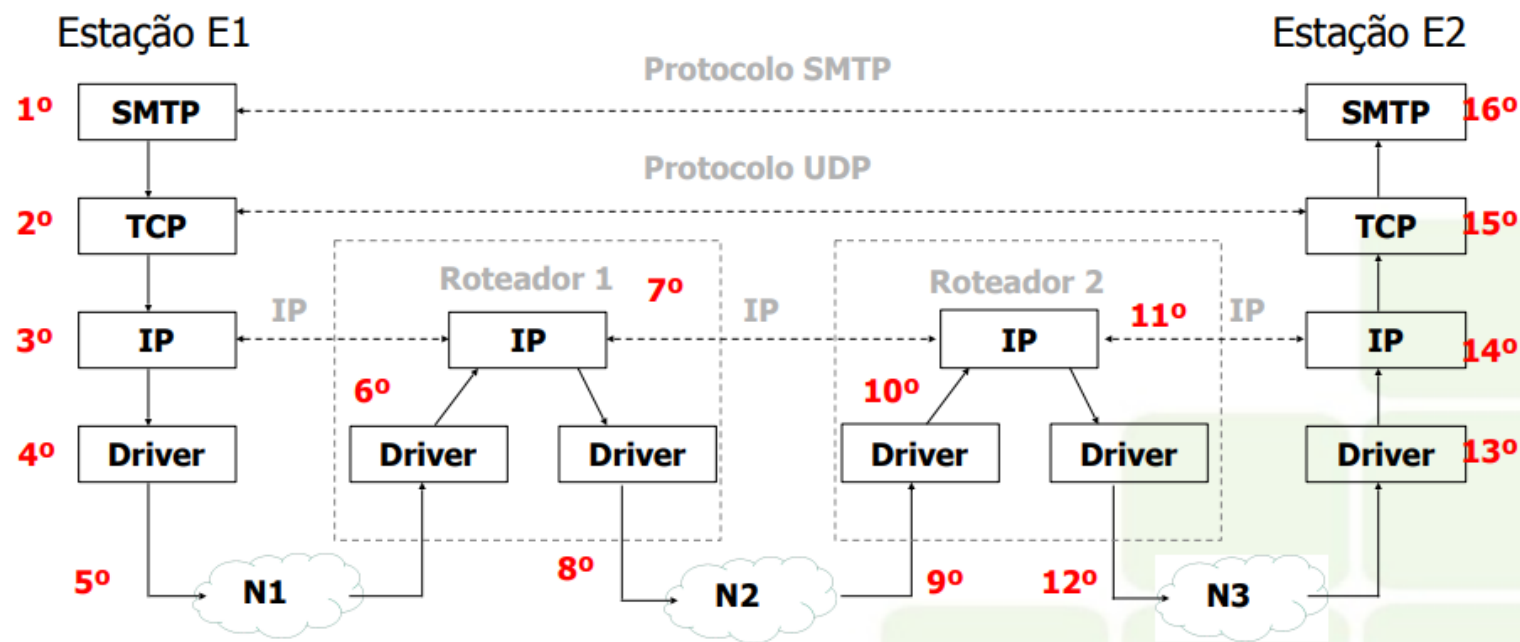 Estação E1
Estação E2
Protocolo SMTP
1º SMTP
SMTP 16º
Protocolo UDP
2º TCP
TCP 15º
Roteador 1
7º
Roteador 2
IP
IP
11º
IP
3º IP
IP
IP
IP 14º
6º
10º
4º Driver
Driver
Driver
Driver
Driver
Driver 13º
5º
N1
8º
N2
9º
12º
N3